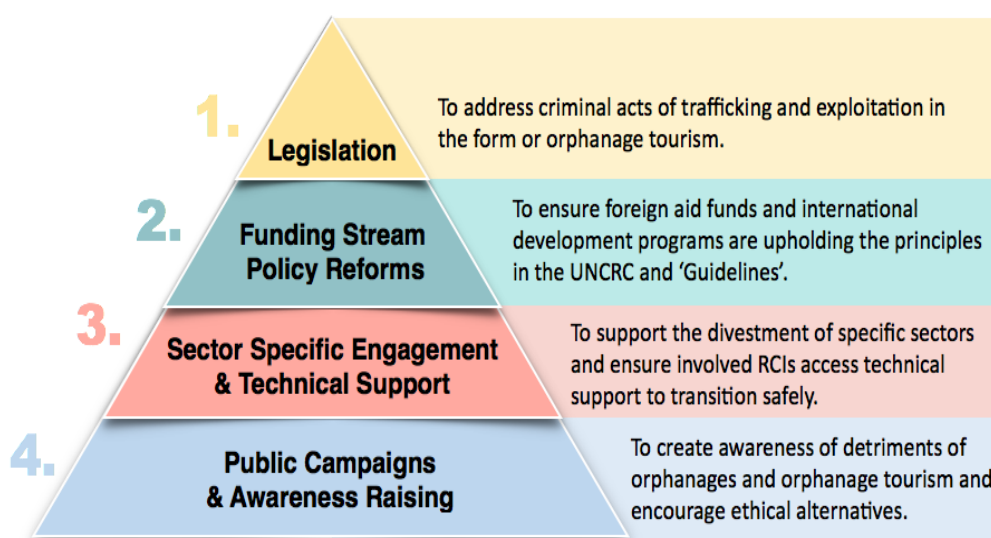 1.
Legislation
To address criminal acts of trafficking and exploitation in
the form or orphanage tourism.
2.
Funding Stream
Policy Reforms
To ensure foreign aid funds and international
development programs are upholding the principles
in the UNCRC and ‘Guidelines’.
3.
Sector Specific Engagement
& Technical Support
To support the divestment of specific sectors
and ensure involved RCIs access technical
support to transition safely.
4.
Public Campaigns
& Awareness Raising
To create awareness of detriments of
orphanages and orphanage tourism and
encourage ethical alternatives.